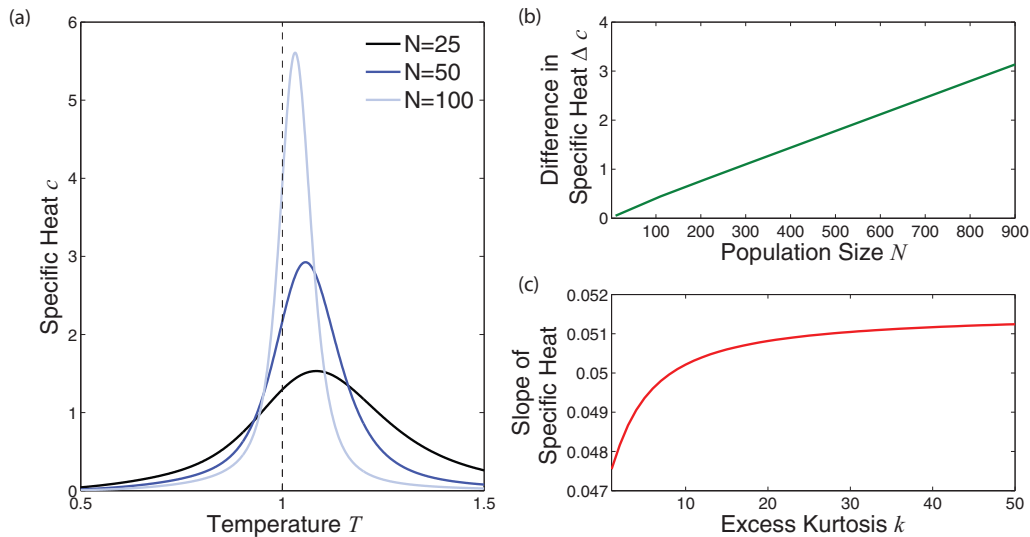 (a)
6
5
4
3
2
1
0
0.5
1
1.5
Specific Heat c
Temperature T
N=25
N=50
N=100
(b)
4
3
2
1
0
100 200 300 400 500 600 700 800 900
Difference in
Specific Heat Δ c
Population Size N
(c)
0.052
0.051
0.05
0.049
0.048
0.047
10 20 30 40 50
Slope of
Specific Heat
Excess Kurtosis k